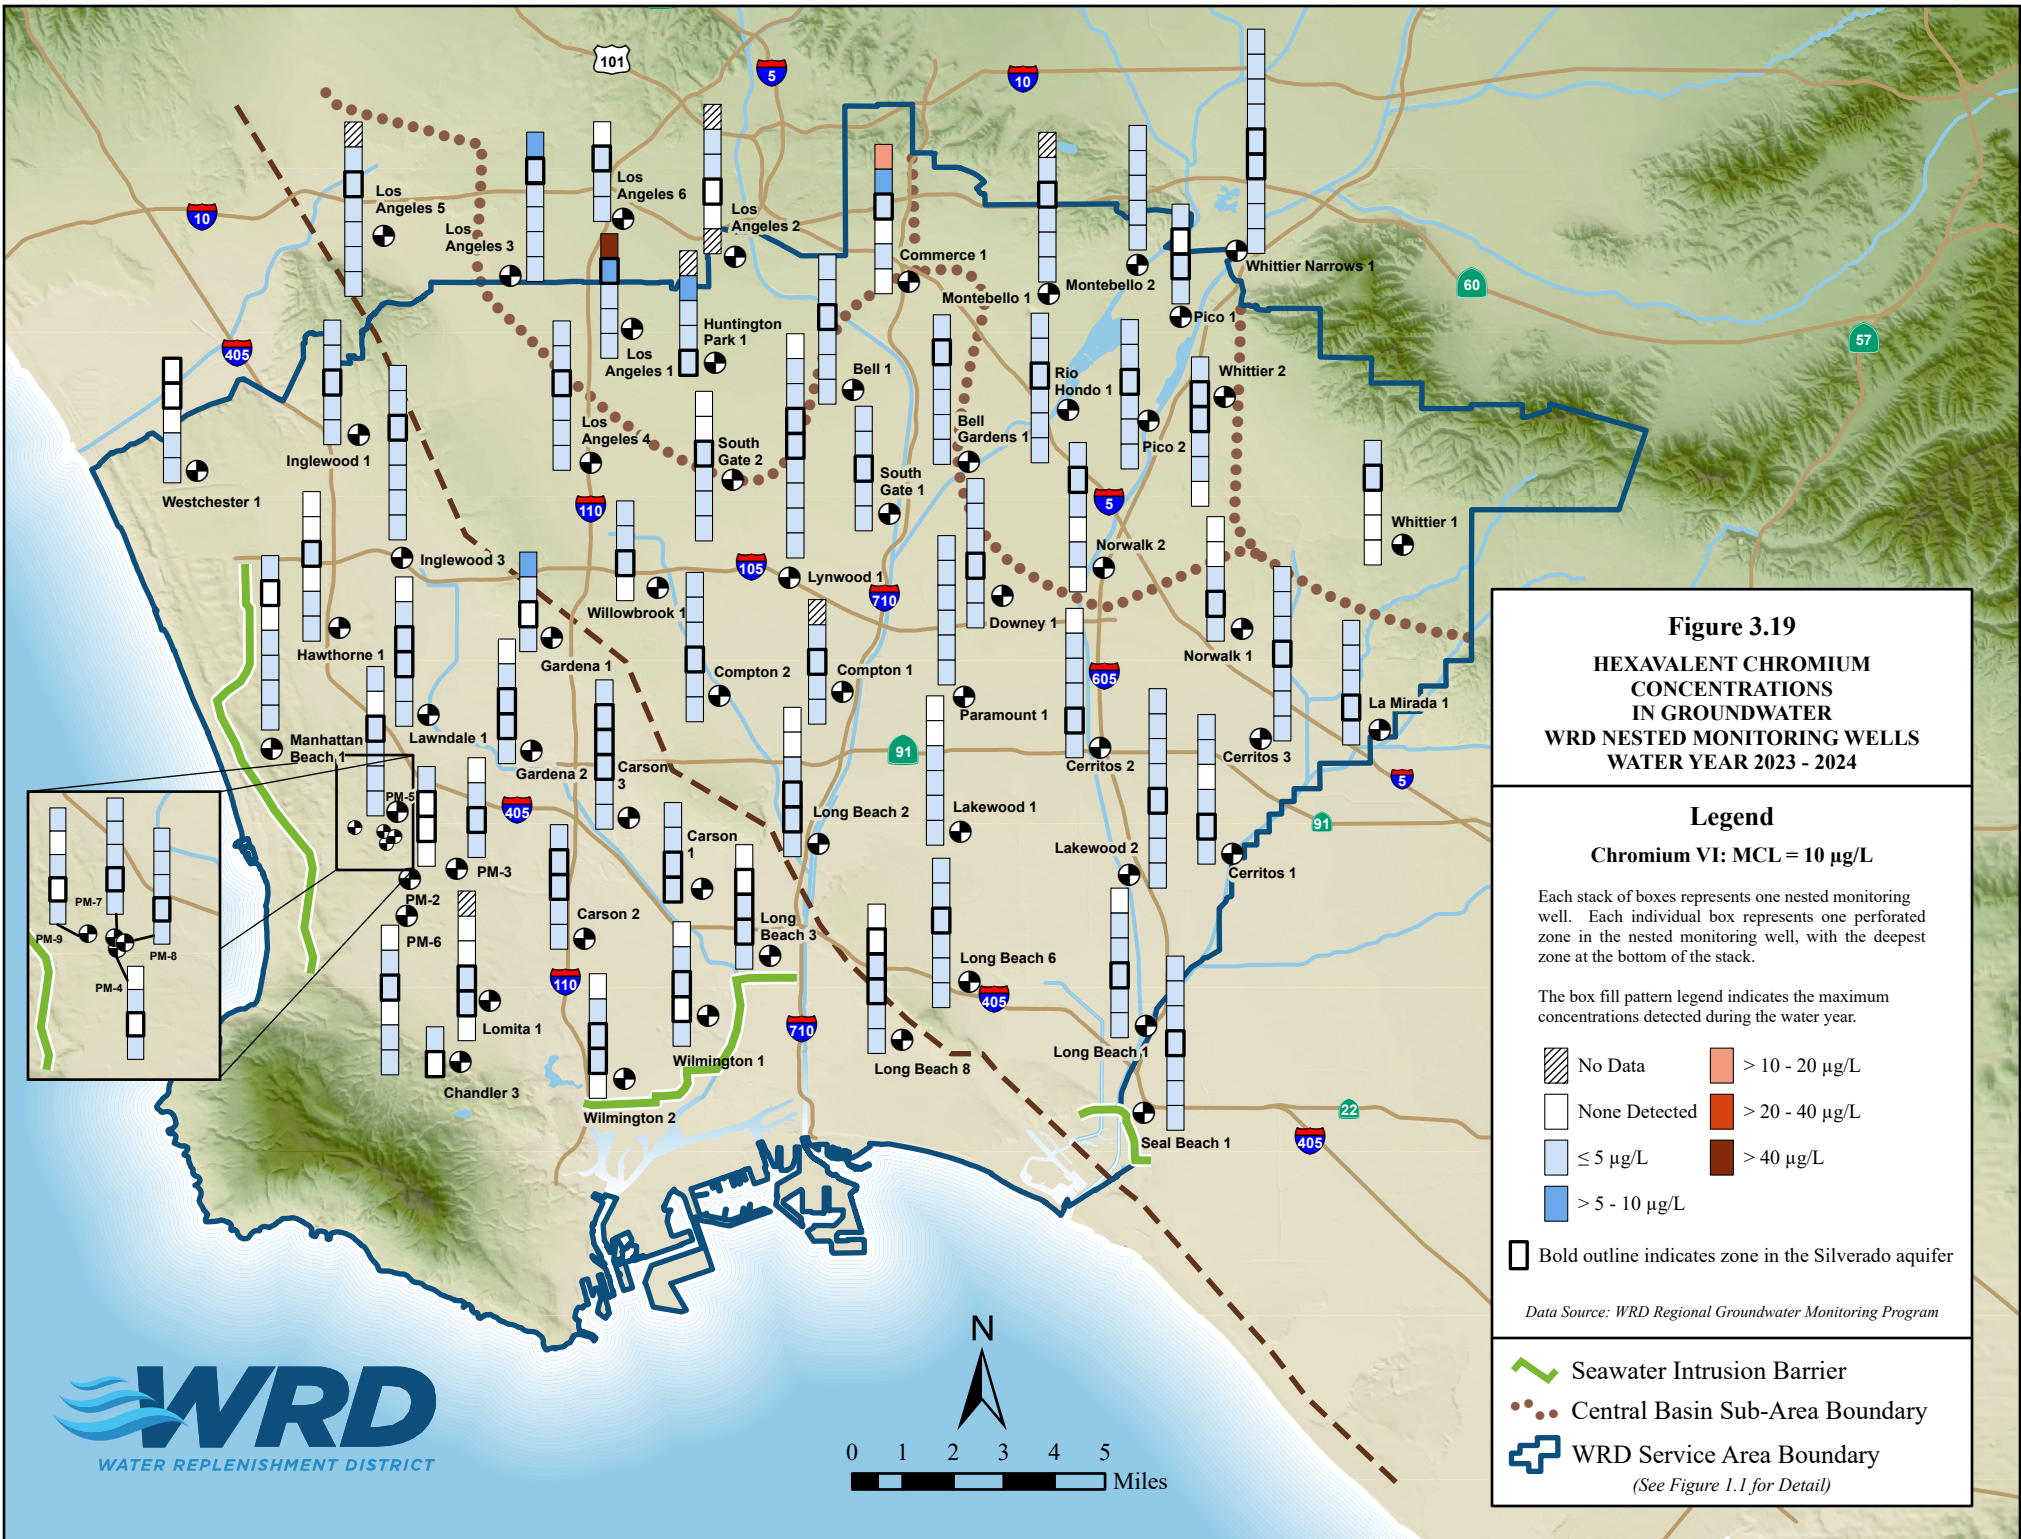 101
5
10
10
Los
Angeles 5
Los
Angeles 3
Los
Angeles 6
Los
Angeles 2
Commerce 1
Montebello 1
Montebello 2
Whittier Narrows 1
Pico 1
60
57
405
Los
Angeles 1
Huntington
Park 1
Bell 1
Rio
Hondo 1
Whittier 2
Pico 2
Inglewood 1
Westchester 1
Los
Angeles 4
South
Gate 2
South
Gate 1
Bell
Gardens 1
110
5
Whittier 1
Norwalk 2
Inglewood 3
105
Lynwood 1
710
Willowbrook 1
Downey 1
Hawthorne 1
Gardena 1
Compton 2
Compton 1
Norwalk 1
605
Paramount 1
La Mirada 1
Manhattan
Beach 1
Lawndale 1
Gardena 2
Carson
3
91
Cerritos 2
Cerritos 3
5
PM-5
405
Long Beach 2
Lakewood 1
91
PM-3
Carson
1
Lakewood 2
Cerritos 1
PM-2
PM-6
Carson 2
Long
Beach 3
Long Beach 6
405
110
Lomita 1
710
Wilmington 1
Long Beach 8
Long Beach 1
Chandler 3
Wilmington 2
22
405
Seal Beach 1
PM-7
PM-9
PM-8
PM-4
Figure 3.19
HEXAVALENT CHROMIUM
CONCENTRATIONS
IN GROUNDWATER
WRD NESTED MONITORING WELLS
WATER YEAR 2023 - 2024
Legend
Chromium VI: MCL = 10 µg/L
Each stack of boxes represents one nested monitoring
well. Each individual box represents one perforated
zone in the nested monitoring well, with the deepest
zone at the bottom of the stack.
The box fill pattern legend indicates the maximum
concentrations detected during the water year.
No Data
> 10 - 20 µg/L
None Detected
> 20 - 40 µg/L
≤ 5 µg/L
> 40 µg/L
> 5 - 10 µg/L
Bold outline indicates zone in the Silverado aquifer
Data Source: WRD Regional Groundwater Monitoring Program
Seawater Intrusion Barrier
Central Basin Sub-Area Boundary
WRD Service Area Boundary
(See Figure 1.1 for Detail)
N
0 1 2 3 4 5
Miles
WRD
WATER REPLENISHMENT DISTRICT